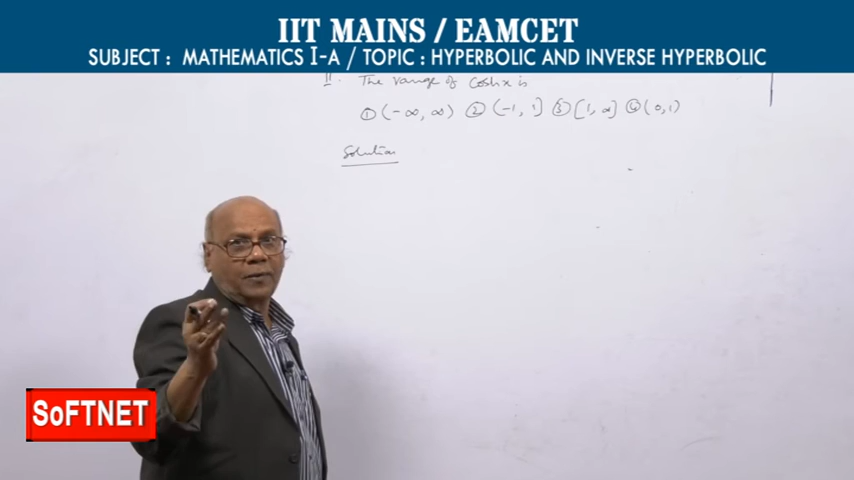 IIT MAINS / EAMCET
SUBJECT : MATHEMATICS I-A / TOPIC : HYPERBOLIC AND INVERSE HYPERBOLIC
11. The range of coshx is
① (-∞, ∞) ② (-1, 1] ③ [1, ∞] ④ (0,1)
Solution
SoFTNET